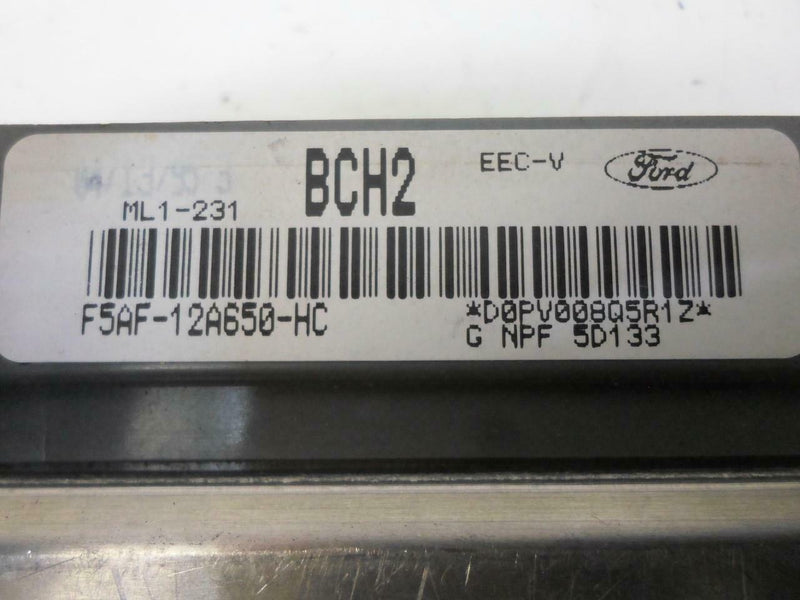 BCH2 EEC-V Ford
ML1-231
F5AF-12A650-HC *D0PV008Q5R1Z*
G NPF 5D133